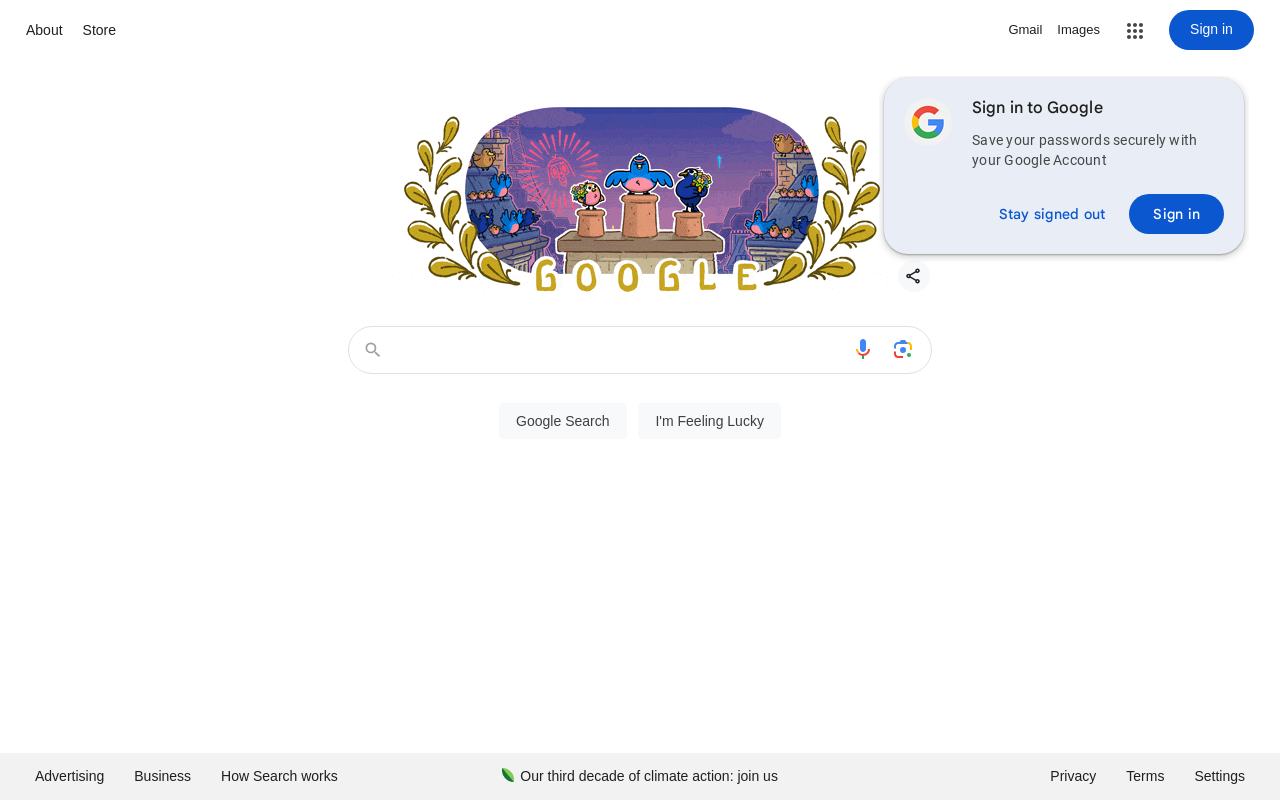 About Store
Gmail Images Sign in
Sign in to Google
Save your passwords securely with
your Google Account
Stay signed out Sign in
GOOGLE
Google Search I'm Feeling Lucky
Advertising Business How Search works Our third decade of climate action: join us Privacy Terms Settings